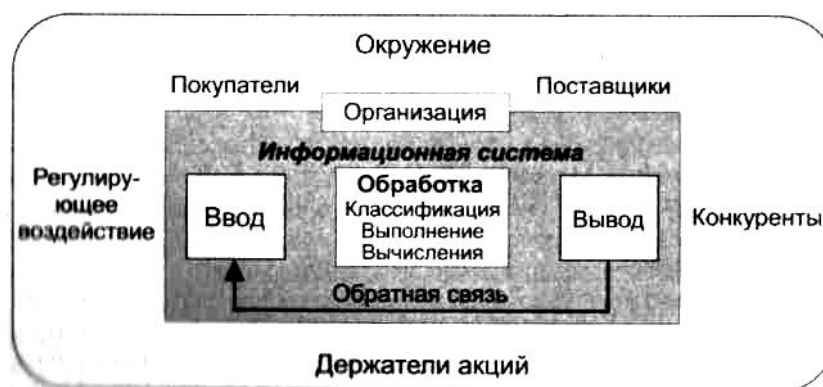 Окружение
Покупатели
Поставщики
Организация
Информационная система
Регулиру-
ющее
воздействие
Ввод
Обработка
Классификация
Выполнение
Вычисления
Вывод
Конкуренты
Обратная связь
Держатели акций